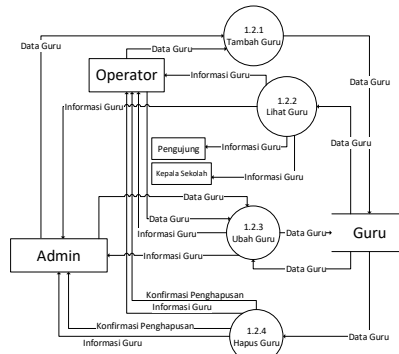 Data Guru
1.2.1
Tambah Guru
Data Guru
Operator
Informasi Guru
Data Guru
Informasi Guru
1.2.2
Lihat Guru
Data Guru
Pengujung
Informasi Guru
Kepala Sekolah
Informasi Guru
Data Guru
Data Guru
1.2.3
Ubah Guru
Informasi Guru
Data Guru
Guru
Admin
Informasi Guru
Data Guru
Konfirmasi Penghapusan
Informasi Guru
Konfirmasi Penghapusan
Informasi Guru
1.2.4
Hapus Guru
Data Guru